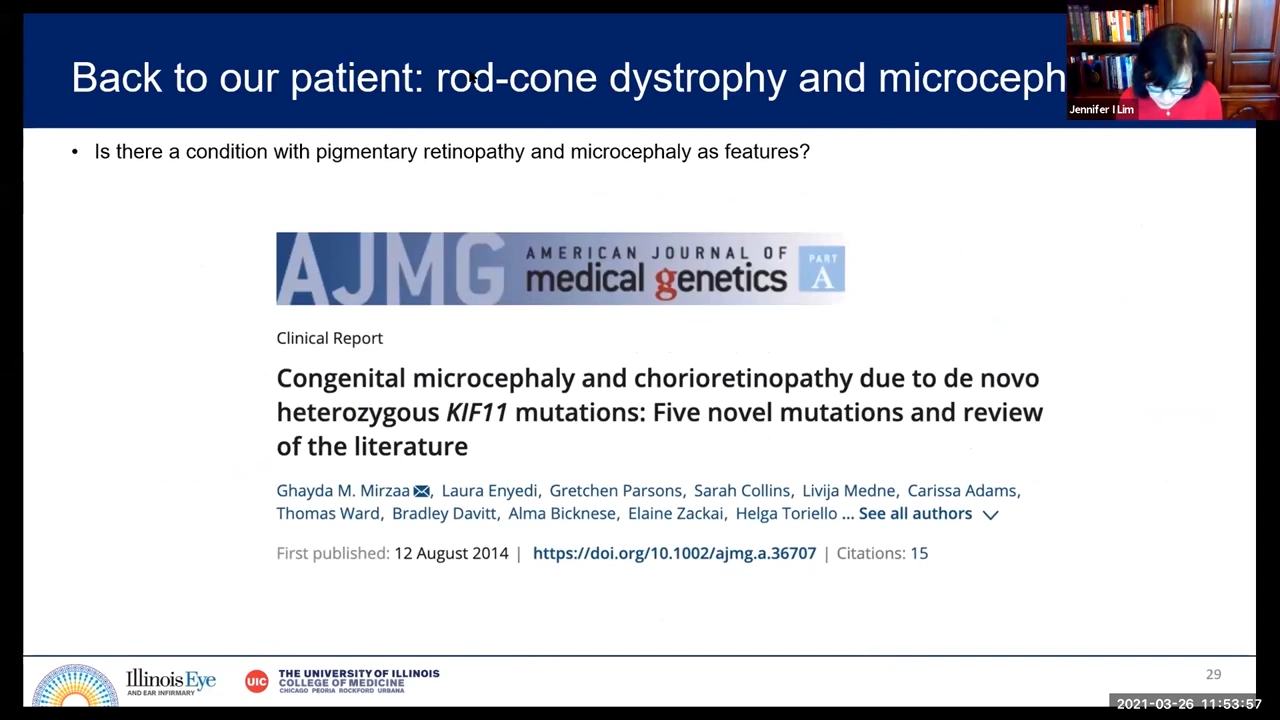 Back to our patient: rod-cone dystrophy and microceph
Jennifer I Lim
• Is there a condition with pigmentary retinopathy and microcephaly as features?
AJMG
AMERICAN JOURNAL OF
medical genetics
PART
A
Clinical Report
Congenital microcephaly and chorioretinopathy due to de novo
heterozygous KIF11 mutations: Five novel mutations and review
of the literature
Ghayda M. Mirzaa, Laura Enyedi, Gretchen Parsons, Sarah Collins, Livija Medne, Carissa Adams,
Thomas Ward, Bradley Davitt, Alma Bicknese, Elaine Zackai, Helga Toriello ... See all authors
First published: 12 August 2014 | https://doi.org/10.1002/ajmg.a.36707 | Citations: 15
Illinois Eye
AND EAR INFIRMARY
UIC
THE UNIVERSITY OF ILLINOIS
COLLEGE OF MEDICINE
CHICAGO PEORIA ROCKFORD URBANA
29
2021-03-26 11:53:57